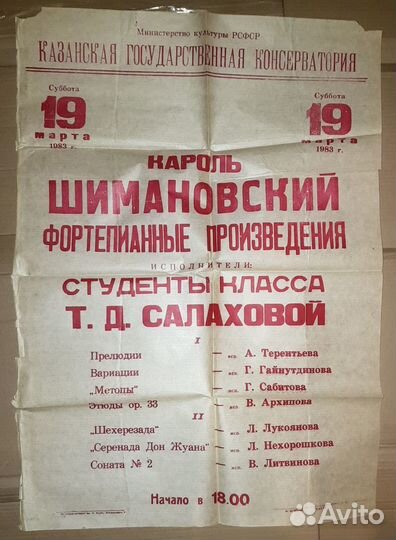 Министерство культуры РСФСР
КАЗАНСКАЯ ГОСУДАРСТВЕННАЯ КОНСЕРВАТОРИЯ
Суббота
19
марта
1983 г.
Суббота
19
марта
1983 г.
КАРОЛЬ
ШИМАНОВСКИЙ
ФОРТЕПИАННЫЕ ПРОИЗВЕДЕНИЯ
ИСПОЛНИТЕЛИ:
СТУДЕНТЫ КЛАССА
Т. Д. САЛАХОВОЙ
I
Прелюдии — исп. А. Терентьева
Вариации — исп. Г. Гайнутдинова
„Метопы" — исп. Г. Сабитова
Этюды ор. 33 — исп. В. Архипова
II
„Шехерезада" — исп. Л. Лукоянова
„Серенада Дон Жуана" — исп. Л. Нехорошкова
Соната № 2 — исп. В. Литвинова
Начало в 18.00
Avito